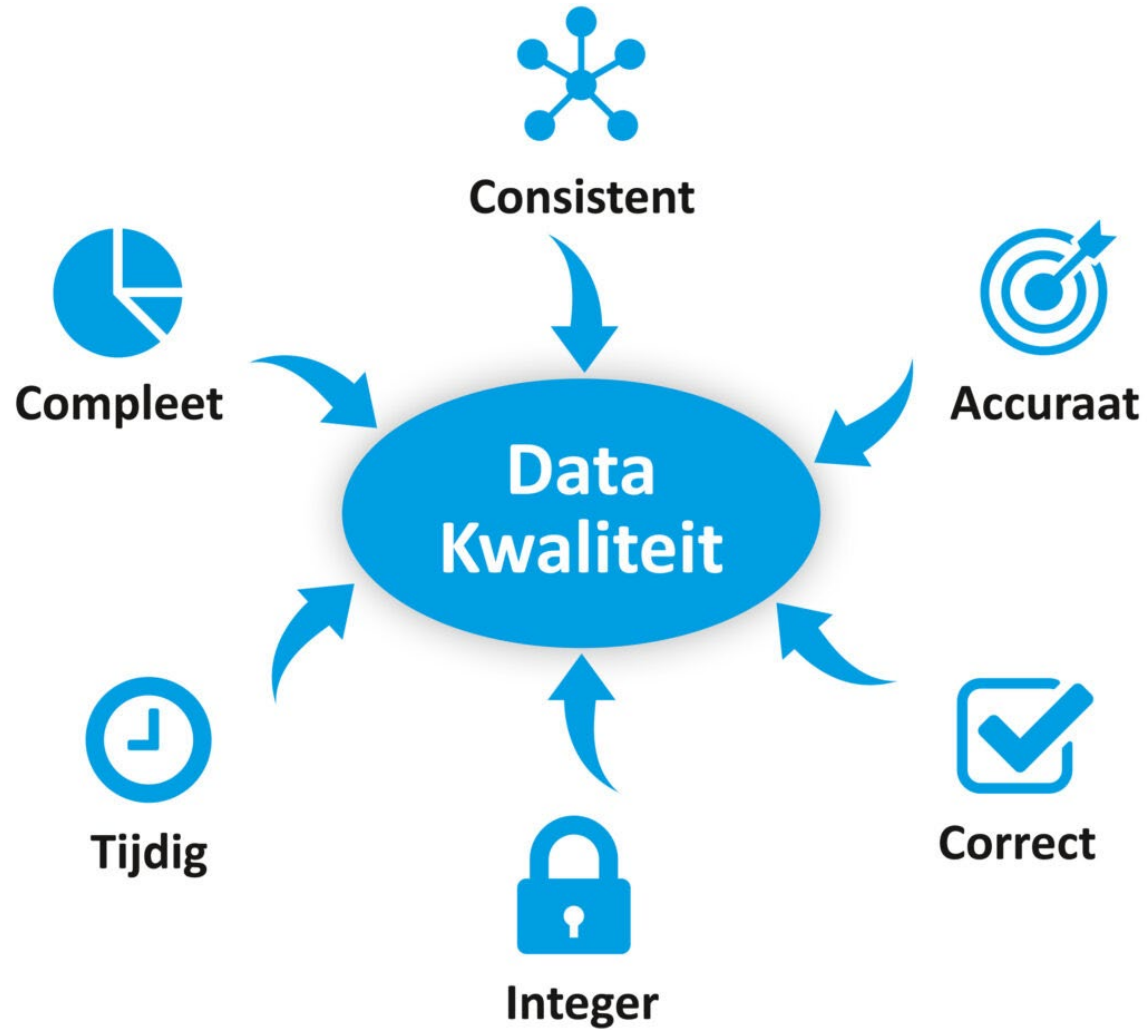 Consistent
Compleet
Accuraat
Data
Kwaliteit
Tijdig
Correct
Integer